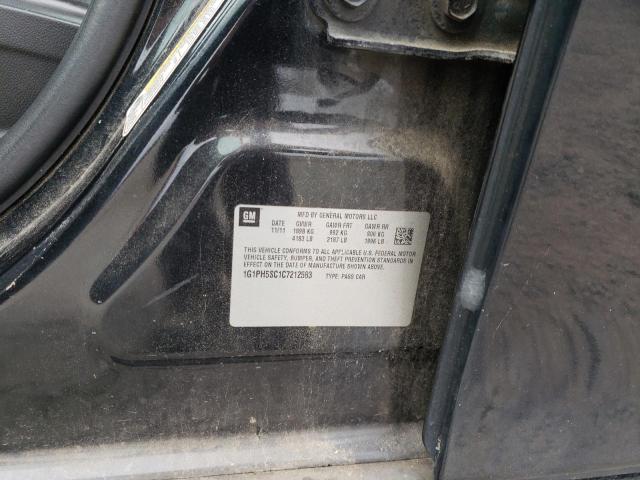 GM
MFD BY GENERAL MOTORS LLC
DATE GVWR GAWR FRT GAWR RR
11/11 1898 KG 992 KG 906 KG
4183 LB 2187 LB 1996 LB
THIS VEHICLE CONFORMS TO ALL APPLICABLE U.S. FEDERAL MOTOR
VEHICLE SAFETY, BUMPER, AND THEFT PREVENTION STANDARDS
IN EFFECT ON THE DATE OF MANUFACTURE SHOWN ABOVE.
1G1PH5SC1C7212583 TYPE: PASS CAR